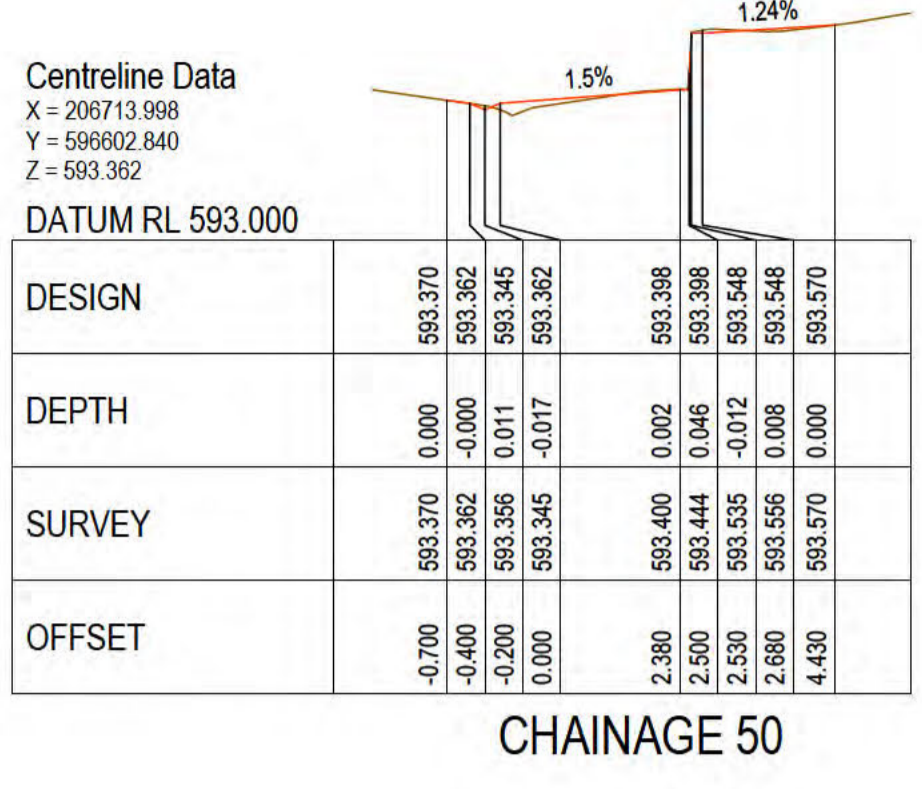 1.24%
1.5%
Centreline Data
X = 206713.998
Y = 596602.840
Z = 593.362
DATUM RL 593.000
DESIGN 593.370 593.362 593.345 593.362 593.398 593.398 593.548 593.548 593.570
DEPTH 0.000 -0.000 0.011 -0.017 0.002 0.046 -0.012 0.008 0.000
SURVEY 593.370 593.362 593.356 593.345 593.400 593.444 593.535 593.556 593.570
OFFSET -0.700 -0.400 -0.200 0.000 2.380 2.500 2.530 2.680 4.430
CHAINAGE 50